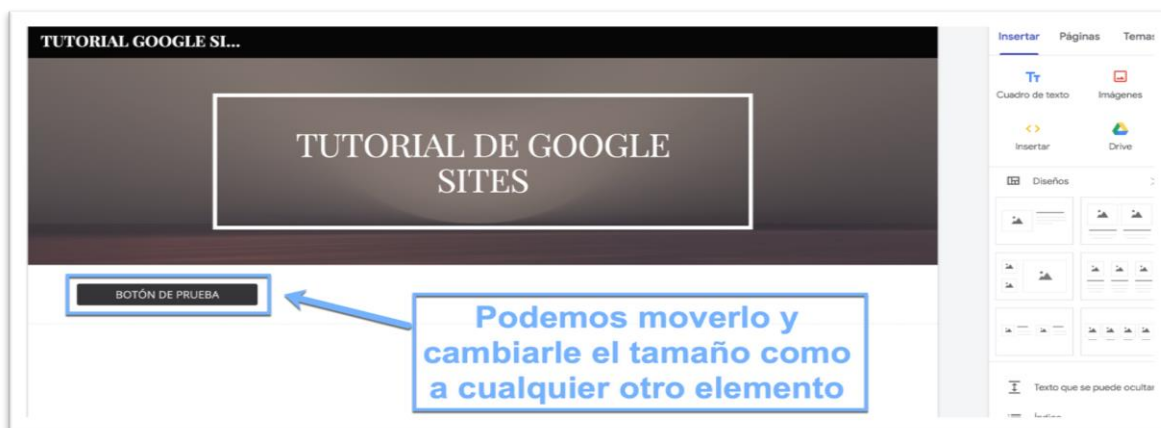 TUTORIAL GOOGLE SI...
TUTORIAL DE GOOGLE
SITES
BOTÓN DE PRUEBA
Podemos moverlo y
cambiarle el tamaño como
a cualquier otro elemento
Insertar Páginas Temas
Cuadro de texto Imágenes
Insertar Drive
Diseños
Texto que se puede ocultar